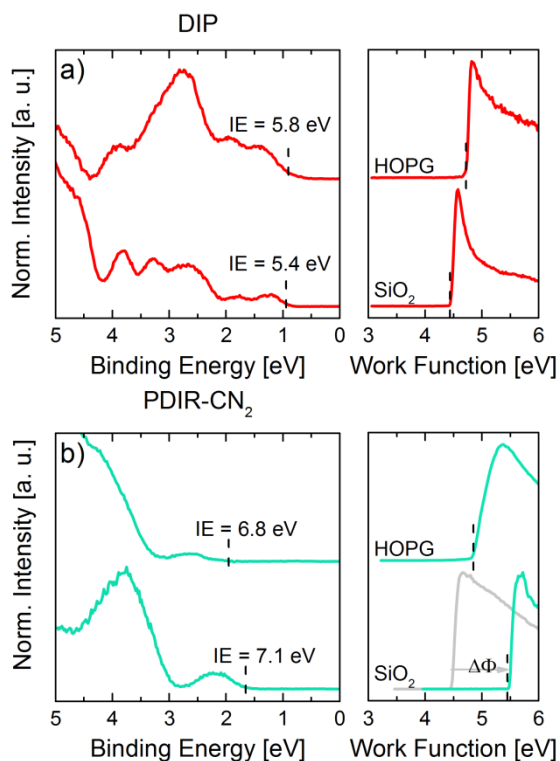 DIP
a)
Norm. Intensity [a. u.]
IE = 5.8 eV
IE = 5.4 eV
5 4 3 2 1 0
Binding Energy [eV]
HOPG
SiO₂
3 4 5 6
Work Function [eV]
PDIR-CN₂
b)
Norm. Intensity [a. u.]
IE = 6.8 eV
IE = 7.1 eV
5 4 3 2 1 0
Binding Energy [eV]
HOPG
SiO₂
ΔΦ
3 4 5 6
Work Function [eV]